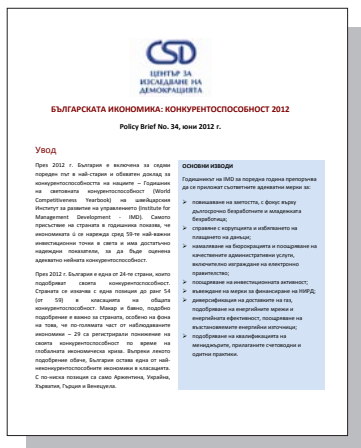 CSD
ЦЕНТЪР ЗА
ИЗСЛЕДВАНЕ НА
ДЕМОКРАЦИЯТА
БЪЛГАРСКАТА ИКОНОМИКА: КОНКУРЕНТОСПОСОБНОСТ 2012
Policy Brief No. 34, юни 2012 г.
Увод
През 2012 г. България е включена за седми
пореден път в най-стария и обхватен доклад за
конкурентоспособността на нациите – Годишник
на световната конкурентоспособност (World
Competitiveness Yearbook) на швейцарския
Институт за развитие на управлението (Institute for
Management Development - IMD). Самото
присъствие на страната в годишника показва, че
икономиката ѝ се нарежда сред 59-те най-важни
инвестиционни точки в света и има достатъчно
надеждни показатели, за да бъде оценена
адекватно нейната конкурентоспособност.
През 2012 г. България е една от 24-те страни, които
подобряват своята конкурентоспособност.
Страната се изкачва с една позиция до ранг 54
(от 59) в класацията на общата
конкурентоспособност. Макар и бавно, подобно
подобрение е важно за страната, особено на фона
на това, че по-голямата част от наблюдаваните
икономики – 29 са регистрирали понижение на
своята конкурентоспособност по време на
глобалната икономическа криза. Въпреки лекото
подобрение обаче, България остава една от най-
неконкурентоспособните икономики в класацията.
С по-ниска позиция са само Аржентина, Украйна,
Хърватия, Гърция и Венецуела.
ОСНОВНИ ИЗВОДИ
Годишникът на IMD за поредна година препоръчва
да се приложат съответните адекватни мерки за:
➢ повишаване на заетостта, с фокус върху
дългосрочно безработните и младежката
безработица;
➢ справяне с корупцията и избягването на
плащането на данъци;
➢ намаляване на бюрокрацията и поощряване на
качествените административни услуги,
включително изграждане на електронно
правителство;
➢ поощряване на инвестиционната активност;
➢ въвеждане на мерки за финансиране на НИРД;
➢ диверсификация на доставките на газ,
подобряване на енергийните мрежи и
енергийната ефективност, поощряване на
възстановяемите енергийни източници;
➢ подобряване на квалификацията на
мениджърите, прилаганите счетоводни и
одитни практики.